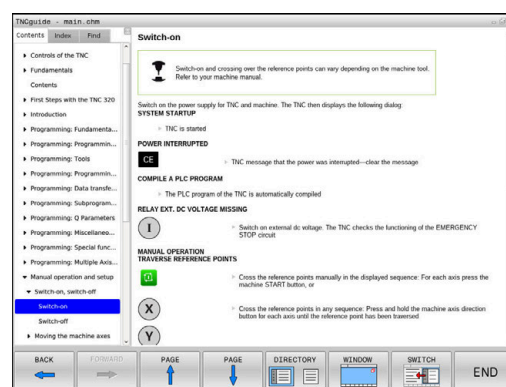 TNCguide - main.chm
Contents Index Find
Controls of the TNC
Fundamentals
Contents
First Steps with the TNC 320
Introduction
Programming: Fundamenta...
Programming: Programmin...
Programming: Tools
Programming: Programmin...
Programming: Data transfe...
Programming: Subprogram...
Programming: Q Parameters
Programming: Miscellaneo...
Programming: Special func...
Programming: Multiple Axis...
Manual operation and setup
Switch-on, switch-off
Switch-on
Switch-off
Moving the machine axes
Switch-on
Switch-on and crossing over the reference points can vary depending on the machine tool.
Refer to your machine manual.
Switch on the power supply for TNC and machine. The TNC then displays the following dialog:
SYSTEM STARTUP
TNC is started
POWER INTERRUPTED
CE
TNC message that the power was interrupted—clear the message
COMPILE A PLC PROGRAM
The PLC program of the TNC is automatically compiled
RELAY EXT. DC VOLTAGE MISSING
I
Switch on external dc voltage. The TNC checks the functioning of the EMERGENCY
STOP circuit
MANUAL OPERATION
TRAVERSE REFERENCE POINTS
Cross the reference points manually in the displayed sequence: For each axis press the
machine START button, or
X
Cross the reference points in any sequence: Press and hold the machine axis direction
button for each axis until the reference point has been traversed
Y
BACK FORWARD PAGE PAGE DIRECTORY WINDOW SWITCH END